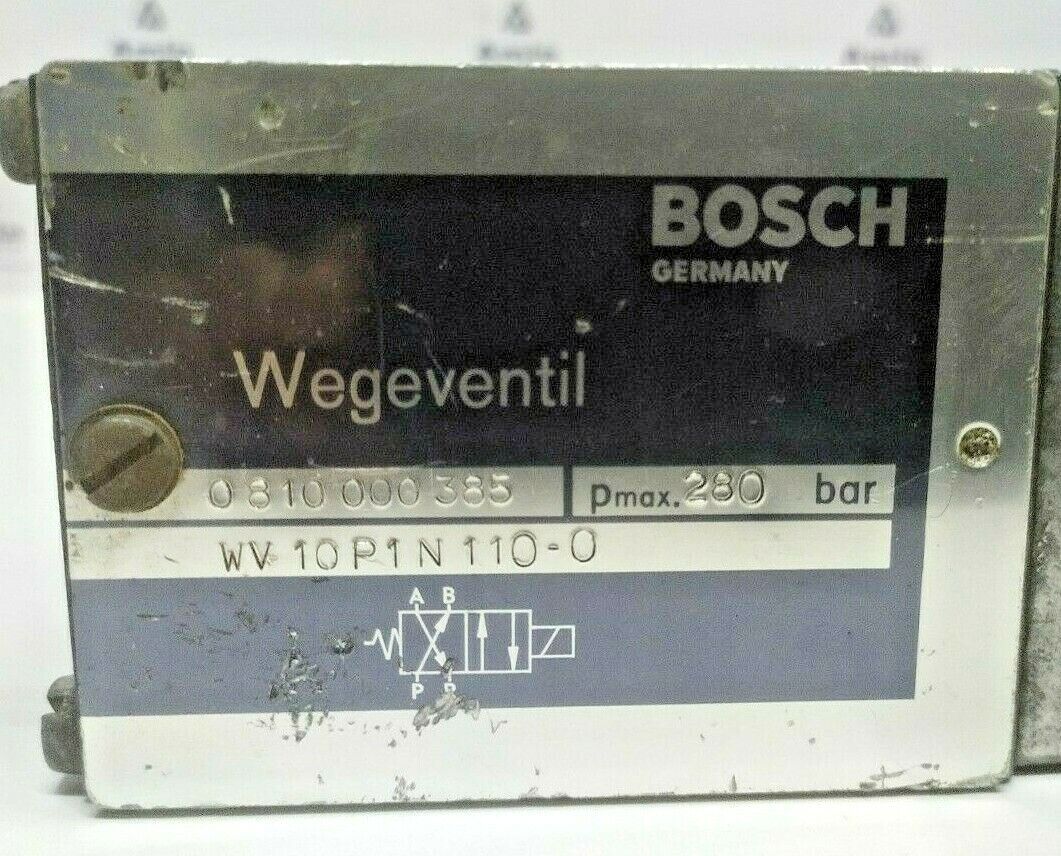 BOSCH
GERMANY
Wegeventil
0 810 000 385 pmax. 280 bar
WV 10 P1 N 110-0
A B
P R